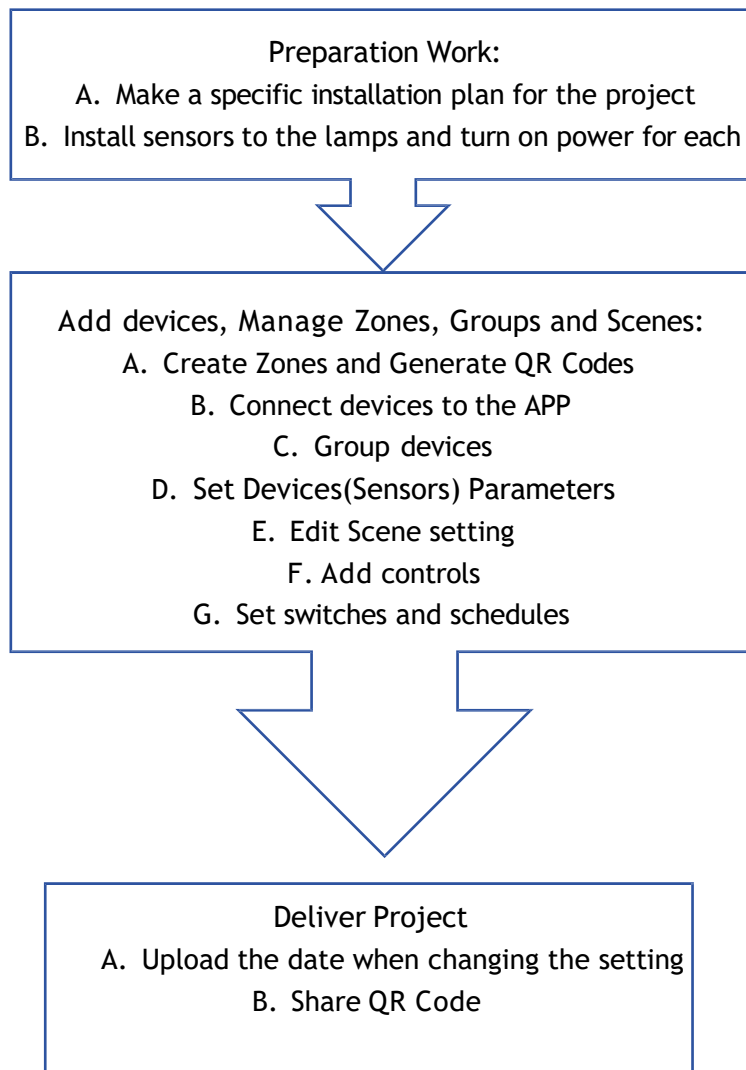 Preparation Work:
A. Make a specific installation plan for the project
B. Install sensors to the lamps and turn on power for each
Add devices, Manage Zones, Groups and Scenes:
A. Create Zones and Generate QR Codes
B. Connect devices to the APP
C. Group devices
D. Set Devices(Sensors) Parameters
E. Edit Scene setting
F. Add controls
G. Set switches and schedules
Deliver Project
A. Upload the date when changing the setting
B. Share QR Code